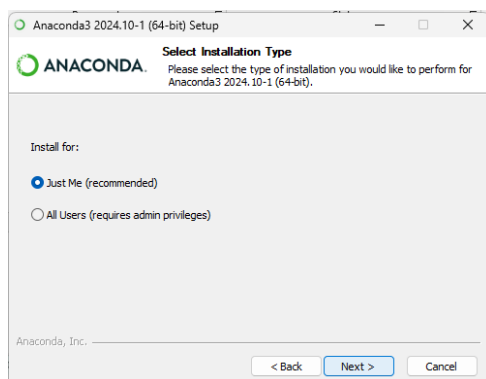 Anaconda3 2024.10-1 (64-bit) Setup
ANACONDA.
Select Installation Type
Please select the type of installation you would like to perform for
Anaconda3 2024.10-1 (64-bit).
Install for:
Just Me (recommended)
All Users (requires admin privileges)
Anaconda, Inc.
< Back Next > Cancel